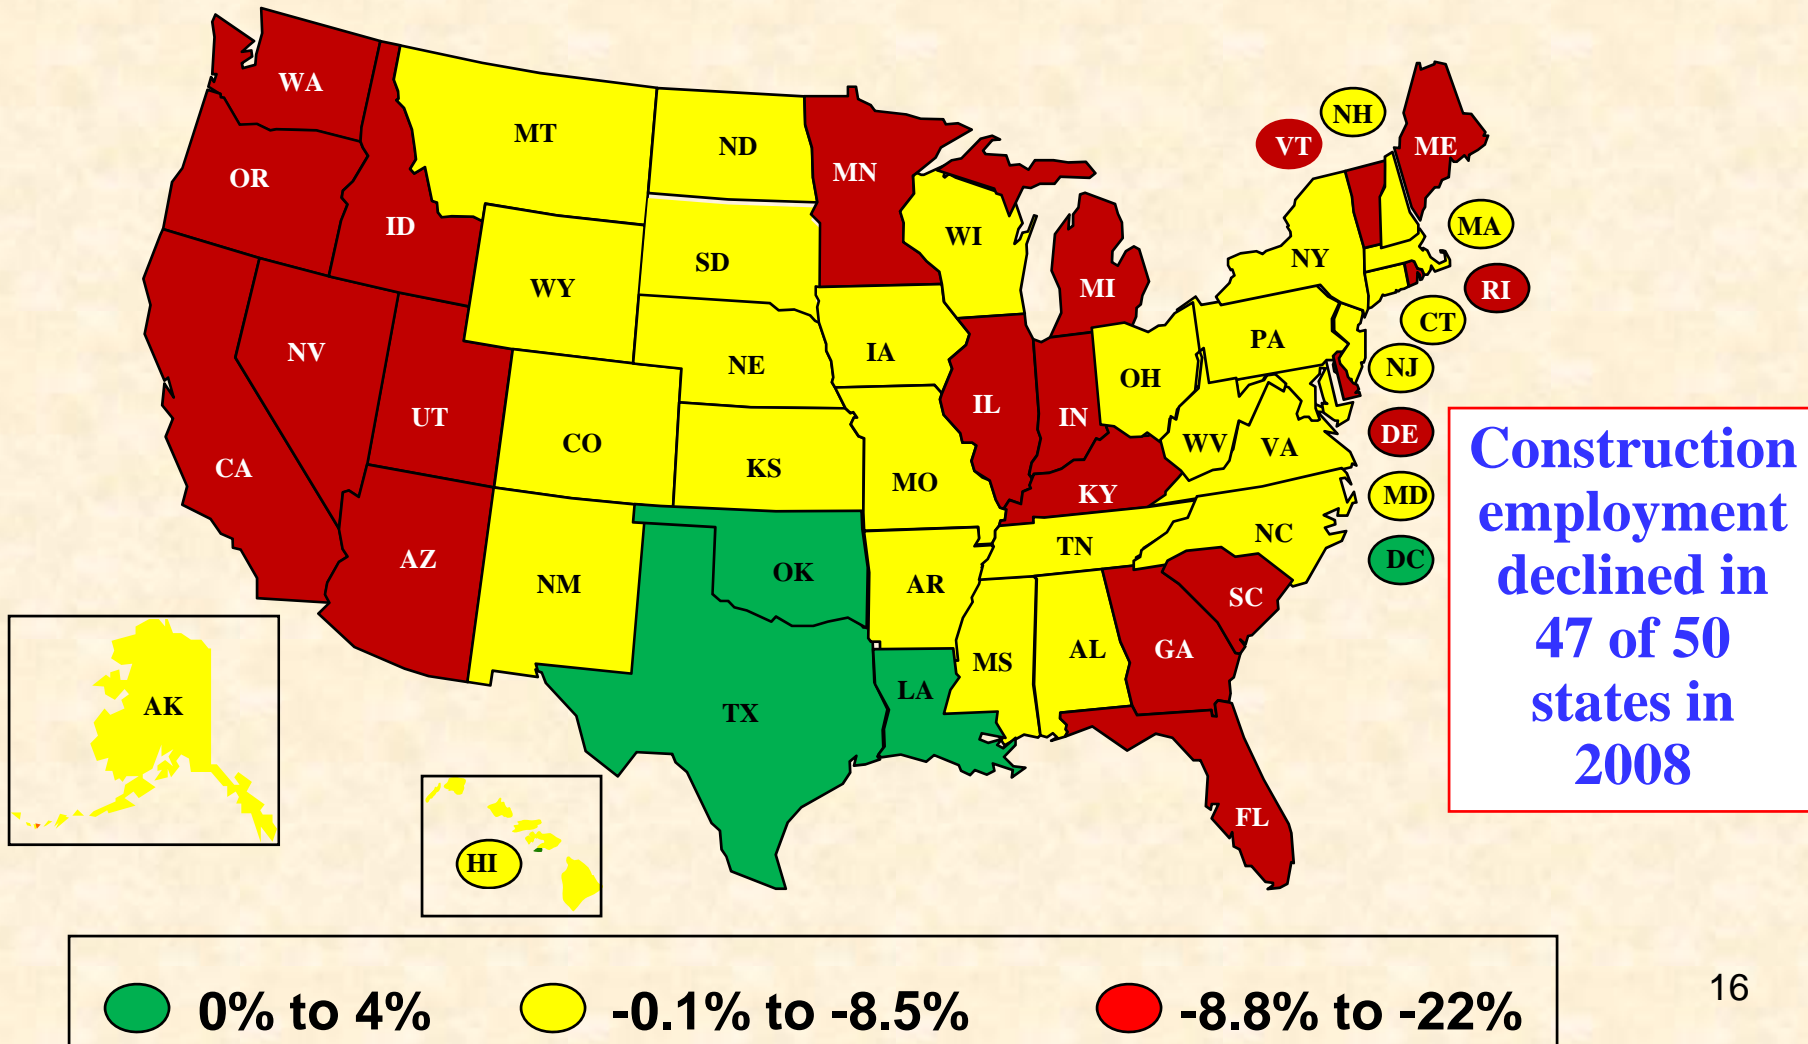 WA
MT
ND
MN
OR
ID
SD
WY
WI
MI
NH
VT
ME
MA
NY
RI
CT
PA
NJ
NV
UT
CO
NE
IA
IL
IN
OH
WV
VA
DE
MD
DC
CA
AZ
NM
KS
MO
KY
TN
NC
OK
AR
SC
MS
AL
GA
TX
LA
FL
AK
HI
Construction
employment
declined in
47 of 50
states in
2008
0% to 4%
-0.1% to -8.5%
-8.8% to -22%
16